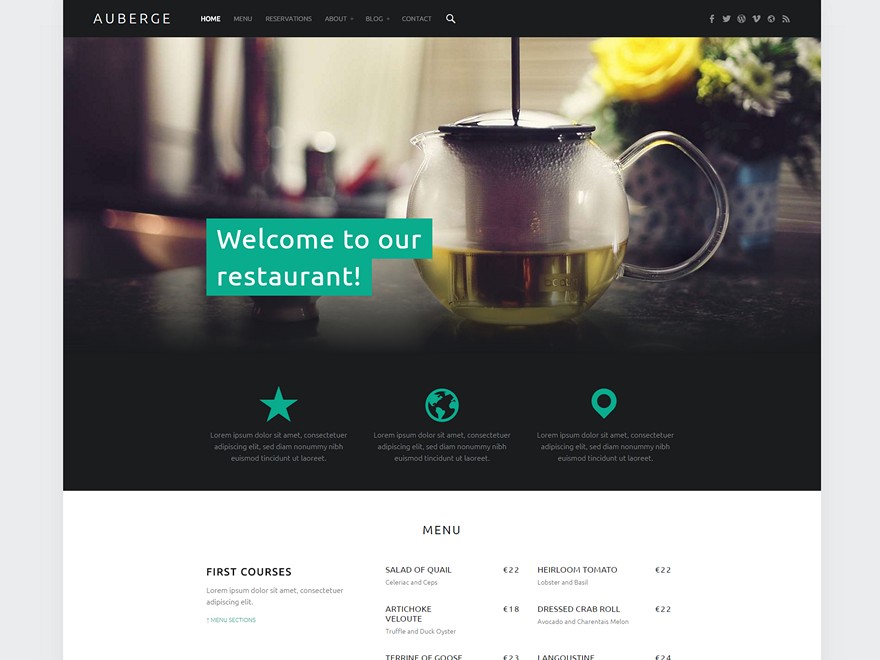 AUBERGE
HOME MENU RESERVATIONS ABOUT BLOG CONTACT
Welcome to our
restaurant!
Lorem ipsum dolor sit amet, consectetuer
adipiscing elit, sed diam nonummy nibh
euismod tincidunt ut laoreet.
Lorem ipsum dolor sit amet, consectetuer
adipiscing elit, sed diam nonummy nibh
euismod tincidunt ut laoreet.
Lorem ipsum dolor sit amet, consectetuer
adipiscing elit, sed diam nonummy nibh
euismod tincidunt ut laoreet.
MENU
FIRST COURSES
Lorem ipsum dolor sit amet, consectetuer
adipiscing elit.
↑ MENU SECTIONS
SALAD OF QUAIL €22
Celeriac and Ceps
HEIRLOOM TOMATO €22
Lobster and Basil
ARTICHOKE €18
VELOUTE
Truffle and Duck Oyster
DRESSED CRAB ROLL €22
Avocado and Charentais Melon
TERRINE OF GOOSE €23
LANGOUSTINE €24